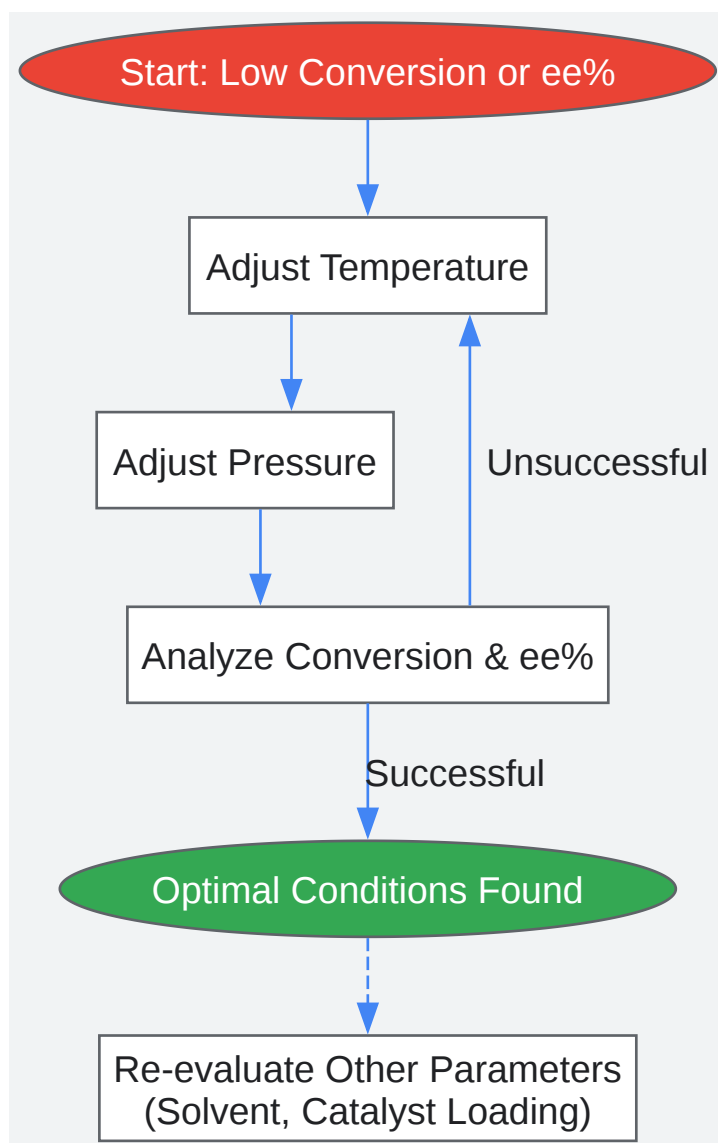 Start: Low Conversion or ee%
Adjust Temperature
Adjust Pressure
Unsuccessful
Analyze Conversion & ee%
Successful
Optimal Conditions Found
Re-evaluate Other Parameters
(Solvent, Catalyst Loading)